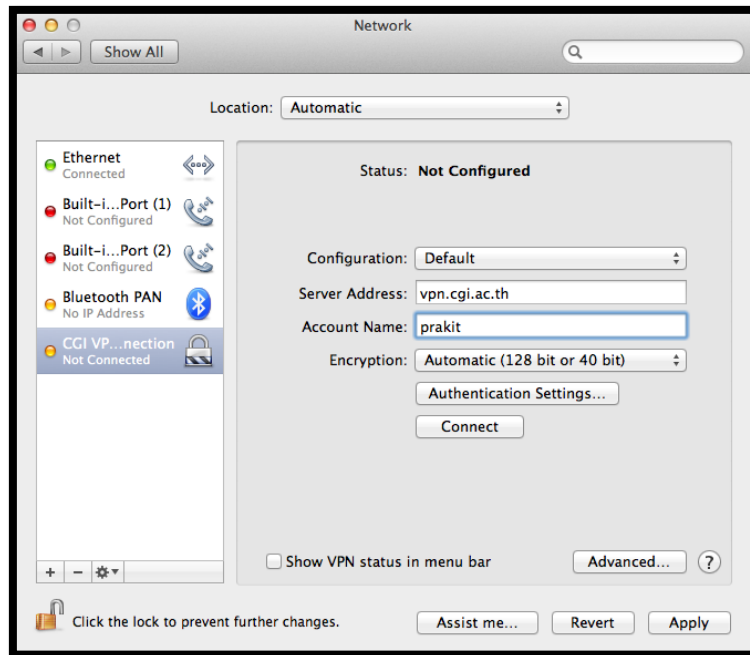 Network
Show All
Location: Automatic
Ethernet
Connected
Built-i...Port (1)
Not Configured
Built-i...Port (2)
Not Configured
Bluetooth PAN
No IP Address
CGI VP...nection
Not Connected
Status: Not Configured
Configuration: Default
Server Address: vpn.cgi.ac.th
Account Name: prakit
Encryption: Automatic (128 bit or 40 bit)
Authentication Settings...
Connect
Show VPN status in menu bar
Advanced... ?
Click the lock to prevent further changes.
Assist me... Revert Apply